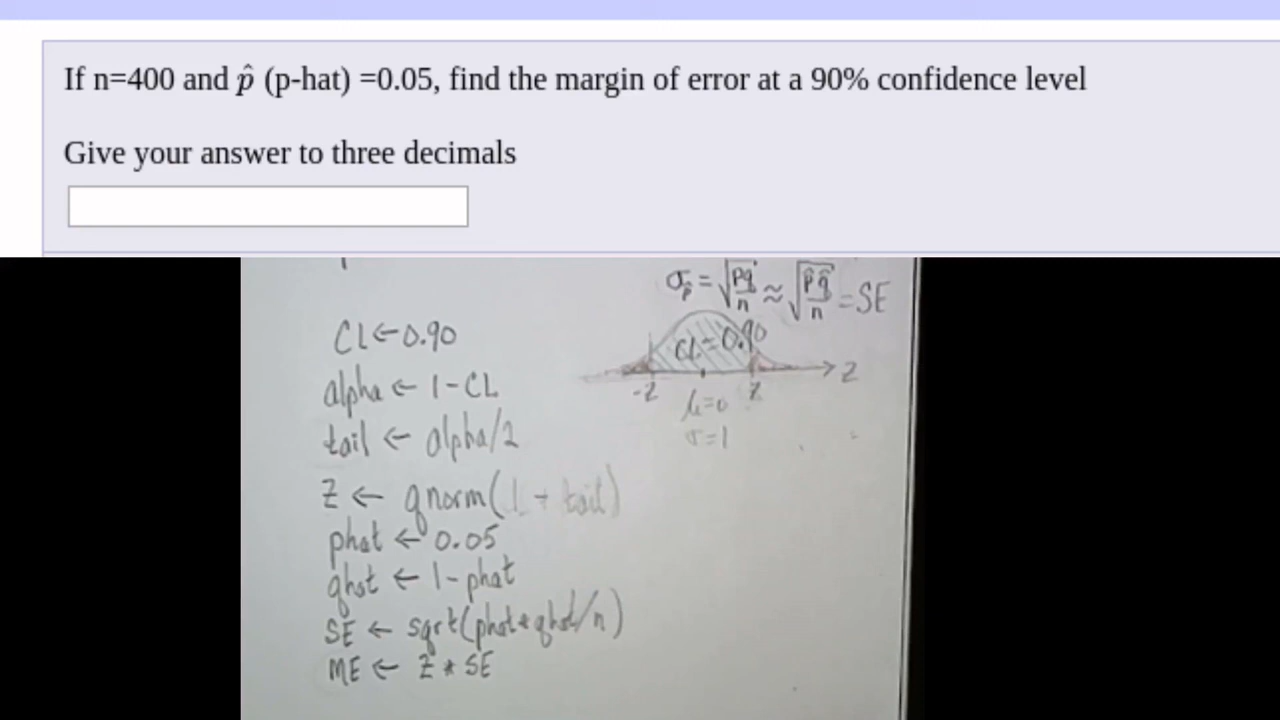 If n=400 and p̂ (p-hat) =0.05, find the margin of error at a 90% confidence level
Give your answer to three decimals
σp̂ = √(pq/n) ≈ √(p̂q̂/n) = SE
CL ← 0.90
CL = 0.90
alpha ← 1-CL
-z
z
Z
μ=0
σ=1
tail ← alpha/2
Z ← qnorm(1 - tail)
phat ← 0.05
qhat ← 1-phat
SE ← sqrt(phat*qhat/n)
ME ← Z * SE